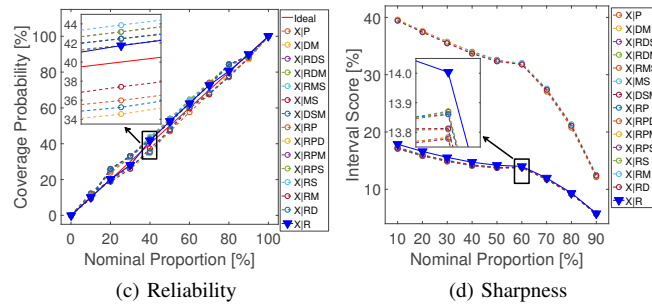 44
42
40
38
36
34
100
80
60
40
20
0
0 20 40 60 80 100
Coverage Probability [%]
Nominal Proportion [%]
Ideal
X|P
X|DM
X|RDS
X|RDM
X|RMS
X|MS
X|DSM
X|RP
X|RPD
X|RPM
X|RPS
X|RS
X|RM
X|RD
X|R
(c) Reliability
40
30
20
10
14.0
13.9
13.8
10 20 30 40 50 60 70 80 90
Interval Score [%]
Nominal Proportion [%]
X|P
X|DM
X|RDS
X|RDM
X|RMS
X|MS
X|DSM
X|RP
X|RPD
X|RPM
X|RPS
X|RS
X|RM
X|RD
X|R
(d) Sharpness